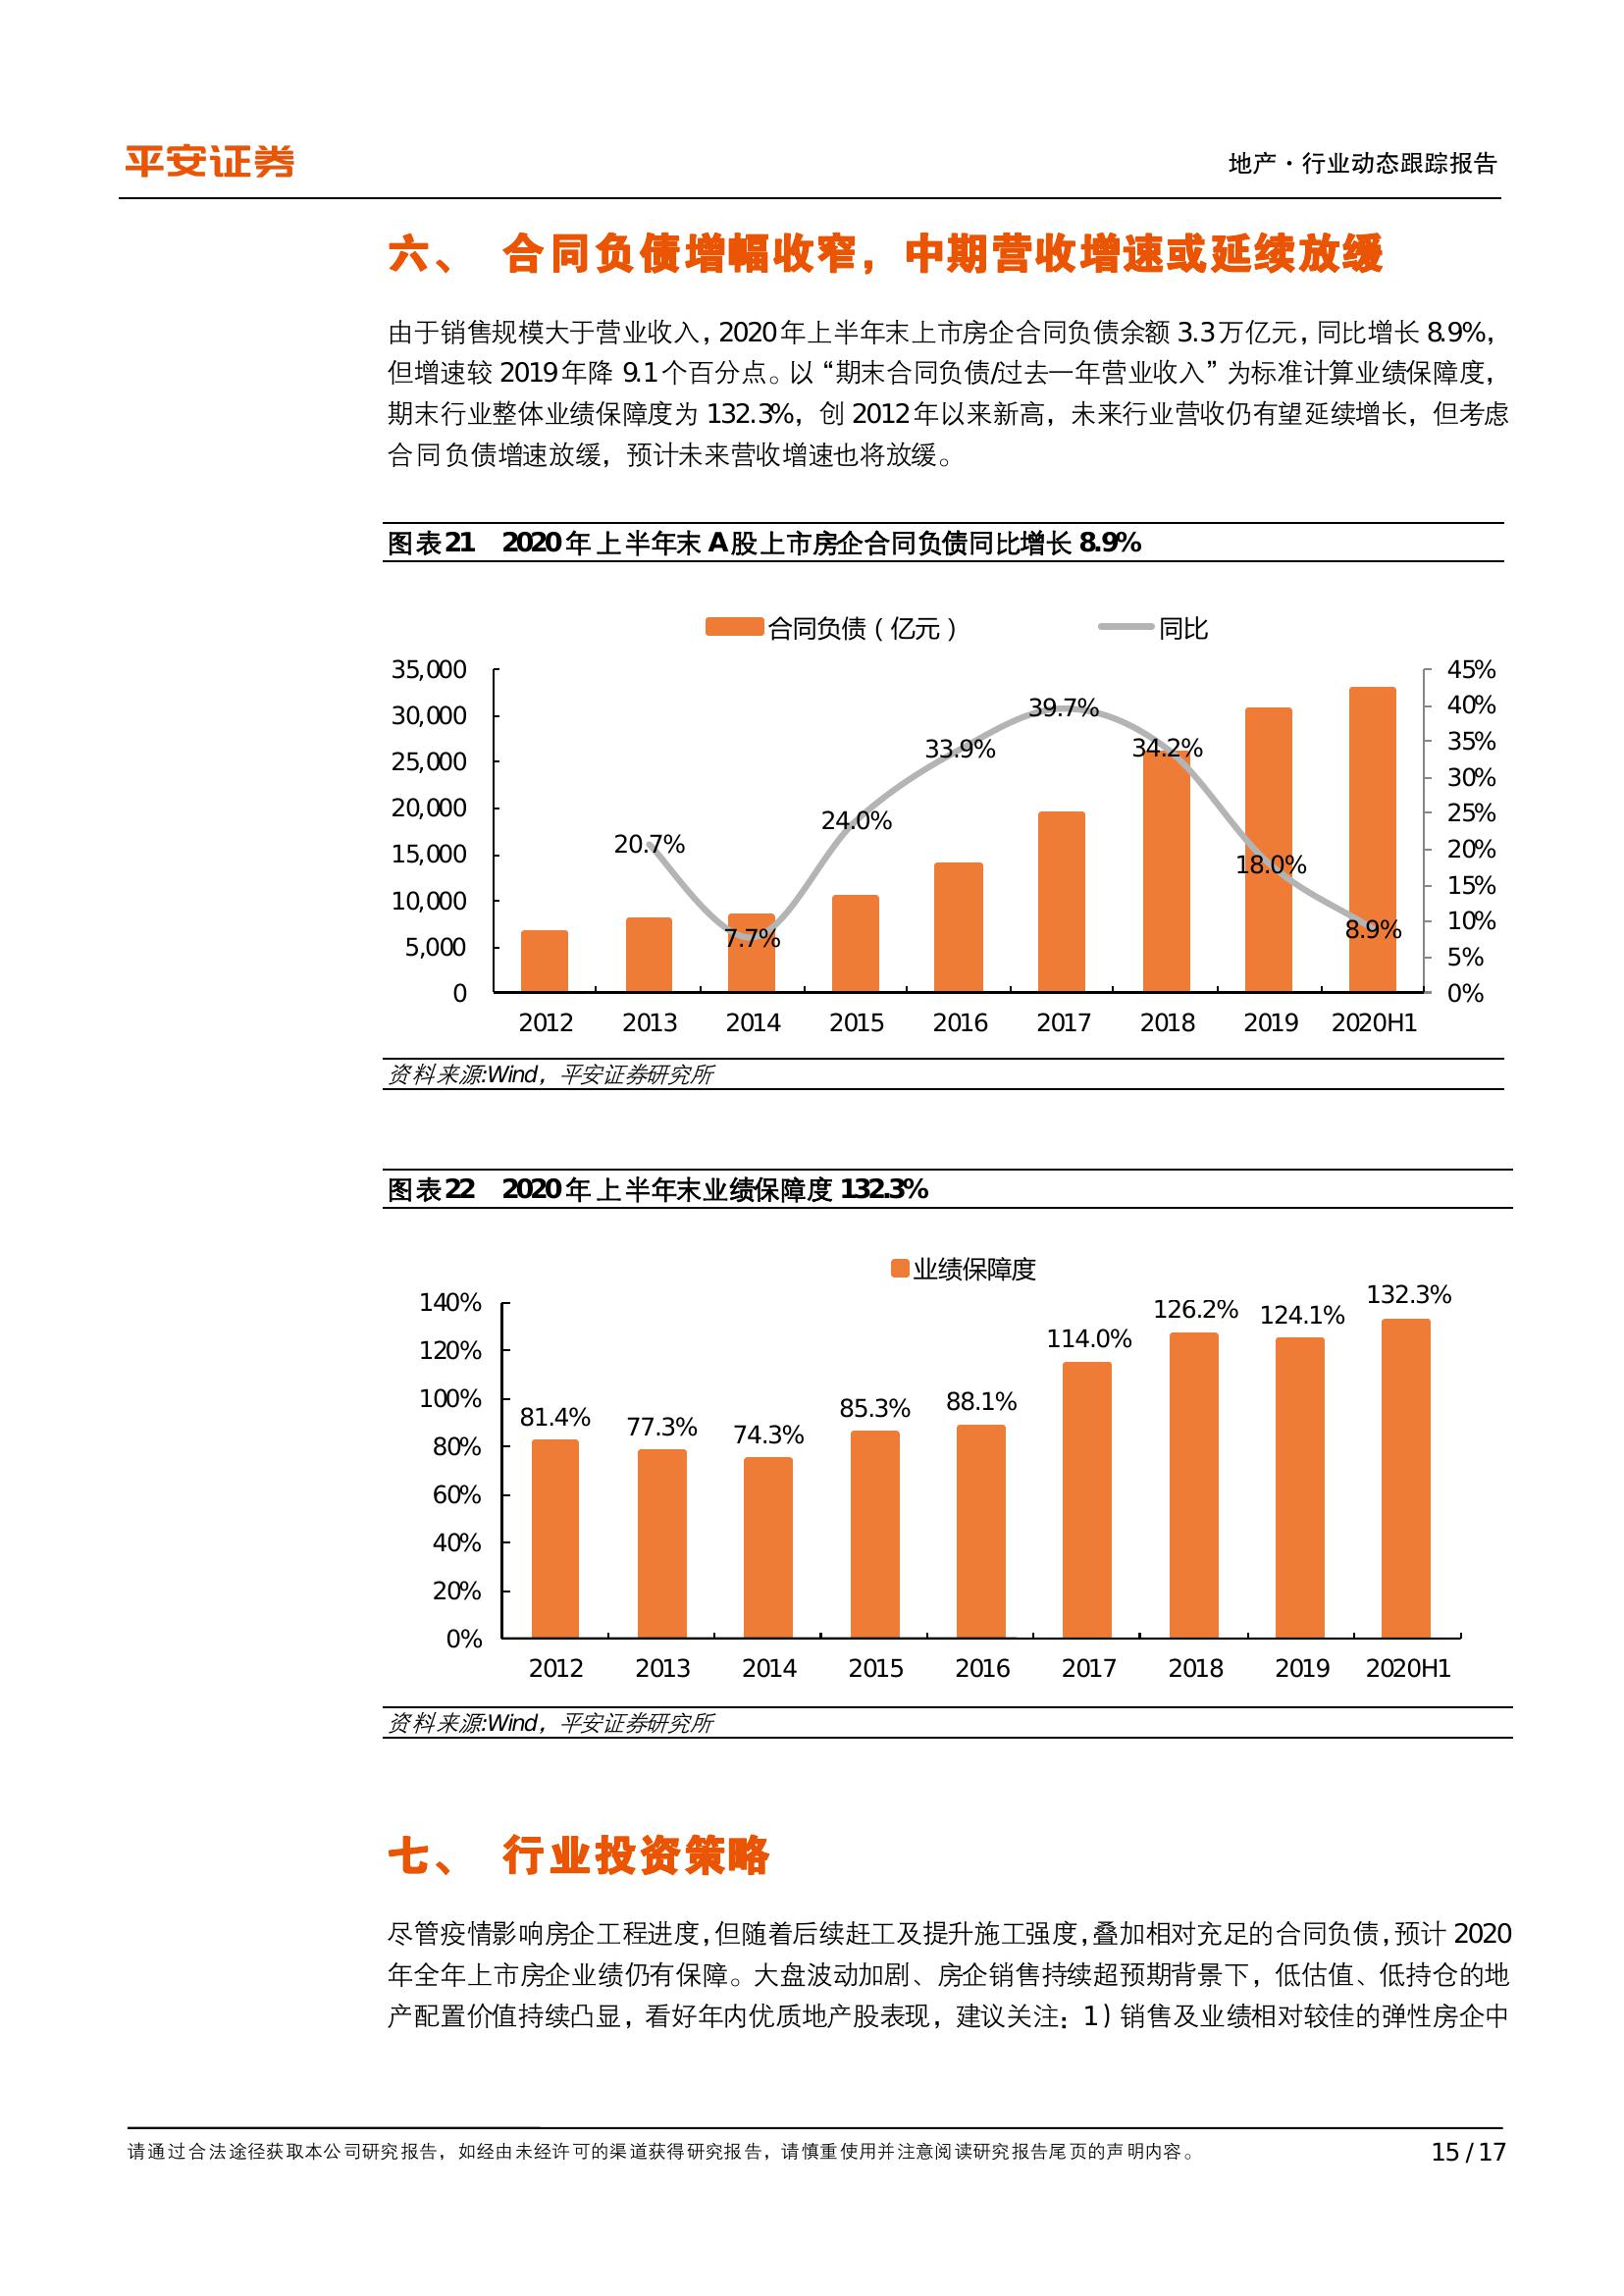 平安证券
地产·行业动态跟踪报告
六、 合同负债增幅收窄，中期营收增速或延续放缓
由于销售规模大于营业收入，2020年上半年末上市房企合同负债余额 3.3万亿元，同比增长 8.9%，
但增速较 2019年降 9.1个百分点。以“期末合同负债/过去一年营业收入”为标准计算业绩保障度，
期末行业整体业绩保障度为 132.3%，创 2012年以来新高，未来行业营收仍有望延续增长，但考虑
合同负债增速放缓，预计未来营收增速也将放缓。
图表21 2020年上半年末 A股上市房企合同负债同比增长 8.9%
合同负债（亿元） 同比
35,000 45%
30,000 40%
25,000 35%
20,000 30%
15,000 25%
10,000 20%
5,000 15%
0 10%
5%
0%
20.7% 7.7% 24.0% 33.9% 39.7% 34.2% 18.0% 8.9%
2012 2013 2014 2015 2016 2017 2018 2019 2020H1
资料来源:Wind，平安证券研究所
图表22 2020年上半年末业绩保障度 132.3%
业绩保障度
140%
120%
100%
80%
60%
40%
20%
0%
81.4% 77.3% 74.3% 85.3% 88.1% 114.0% 126.2% 124.1% 132.3%
2012 2013 2014 2015 2016 2017 2018 2019 2020H1
资料来源:Wind，平安证券研究所
七、 行业投资策略
尽管疫情影响房企工程进度，但随着后续赶工及提升施工强度，叠加相对充足的合同负债，预计 2020
年全年上市房企业绩仍有保障。大盘波动加剧、房企销售持续超预期背景下，低估值、低持仓的地
产配置价值持续凸显，看好年内优质地产股表现，建议关注：1）销售及业绩相对较佳的弹性房企中
请通过合法途径获取本公司研究报告，如经由未经许可的渠道获得研究报告，请慎重使用并注意阅读研究报告尾页的声明内容。
15 / 17